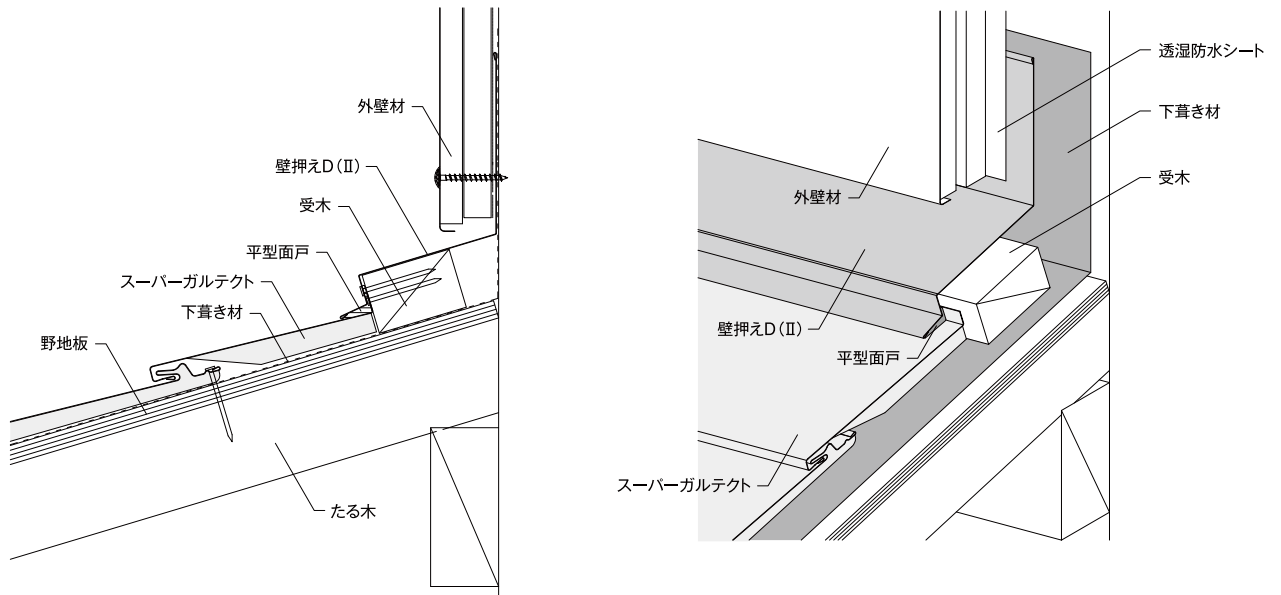 外壁材
壁押えD(Ⅱ)
受木
平型面戸
スーパーガルテクト
下葺き材
野地板
たる木
透湿防水シート
下葺き材
受木
外壁材
壁押えD(Ⅱ)
平型面戸
スーパーガルテクト